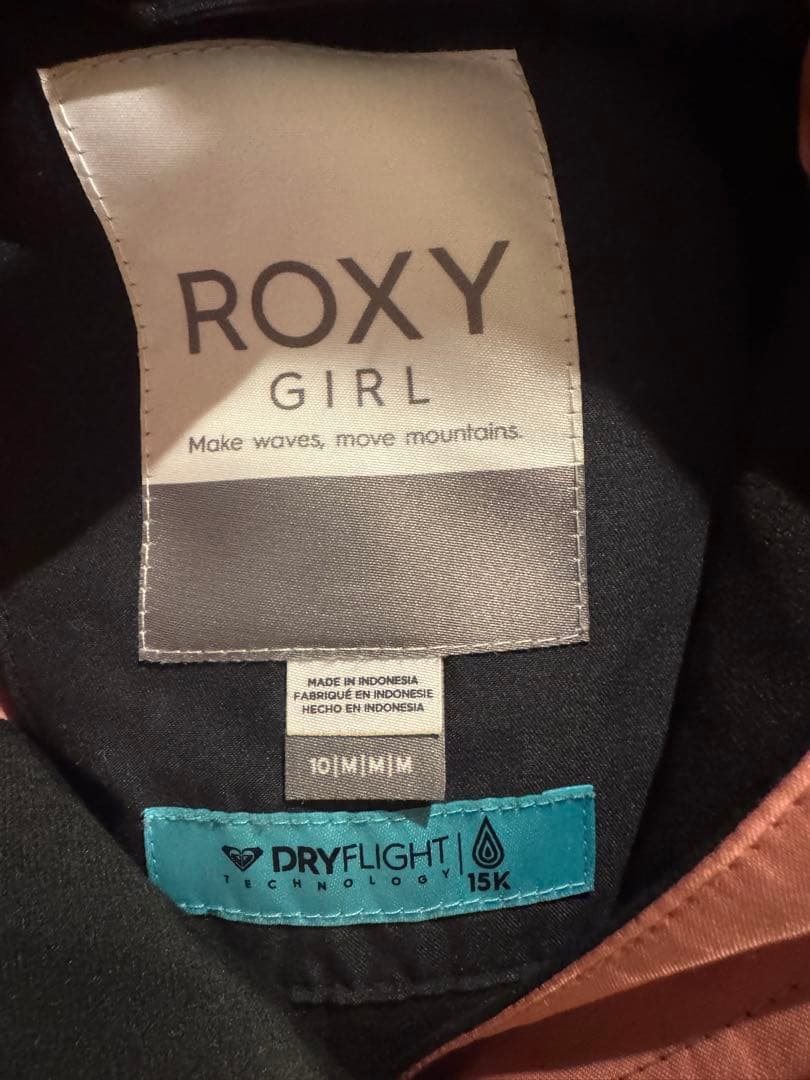 ROXY
GIRL
Make waves, move mountains.
MADE IN INDONESIA
FABRIQUÉ EN INDONESIE
HECHO EN INDONESIA
10|M|M|M
DRYFLIGHT
TECHNOLOGY
15K